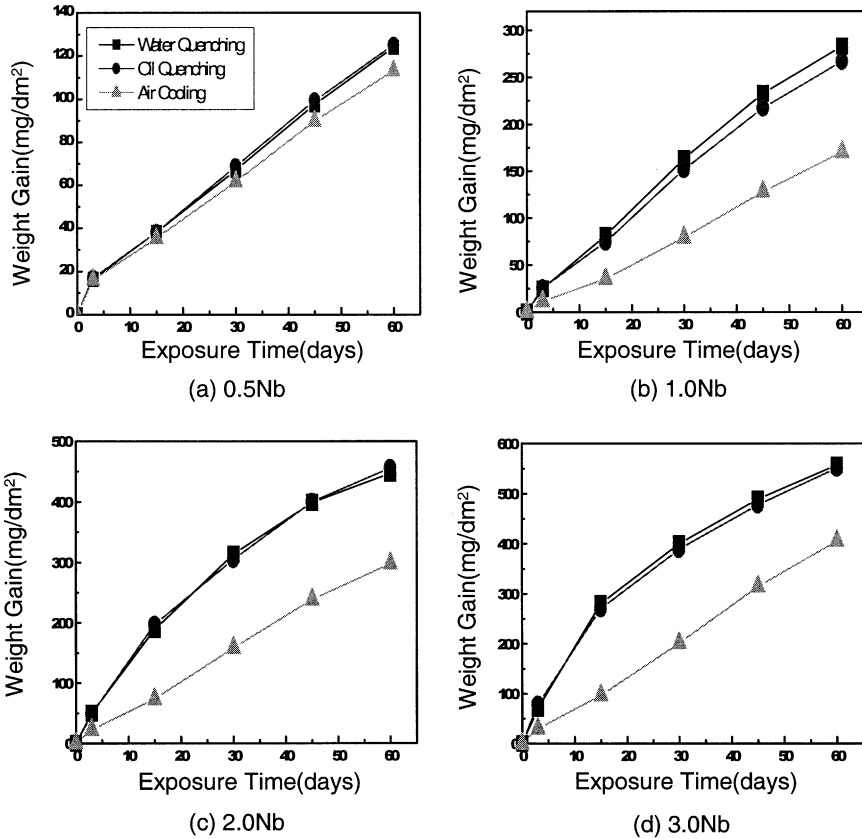 140
120
100
80
60
40
20
0
Weight Gain(mg/dm²)
Water Quenching
Oil Quenching
Air Cooling
0 10 20 30 40 50 60
Exposure Time(days)
(a) 0.5Nb
300
250
200
150
100
75
50
25
0
Weight Gain(mg/dm²)
0 10 20 30 40 50 60
Exposure Time(days)
(b) 1.0Nb
500
400
300
200
100
0
Weight Gain(mg/dm²)
0 10 20 30 40 50 60
Exposure Time(days)
(c) 2.0Nb
600
500
400
300
200
100
0
Weight Gain(mg/dm²)
0 10 20 30 40 50 60
Exposure Time(days)
(d) 3.0Nb